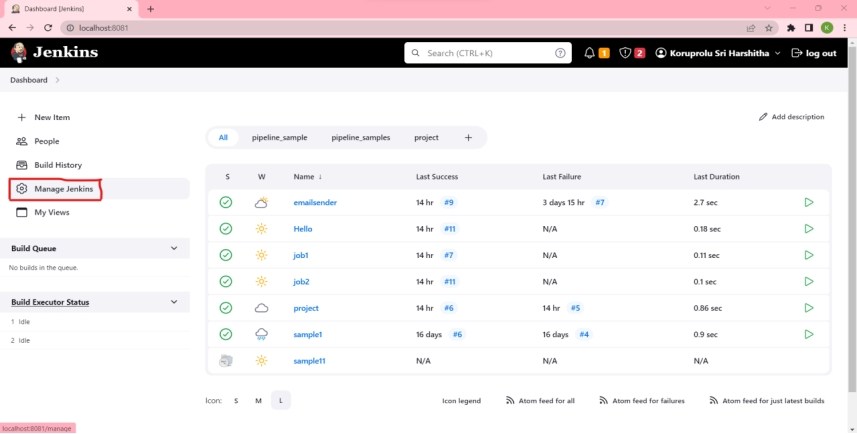 Dashboard [Jenkins]
localhost:8081
K
Jenkins
Search (CTRL+K)
1
2
Koruprolu Sri Harshitha
log out
Dashboard
New Item
Add description
People
All pipeline_sample pipeline_samples project +
Build History
Manage Jenkins
My Views
Build Queue
No builds in the queue.
Build Executor Status
1 Idle
2 Idle
S W Name ↓ Last Success Last Failure Last Duration
emailsender 14 hr #9 3 days 15 hr #7 2.7 sec
Hello 14 hr #11 N/A 0.18 sec
job1 14 hr #7 N/A 0.11 sec
job2 14 hr #11 N/A 0.1 sec
project 14 hr #6 14 hr #5 0.86 sec
sample1 16 days #6 16 days #4 0.9 sec
sample11 N/A N/A N/A
Icon: S M L Icon legend Atom feed for all Atom feed for failures Atom feed for just latest builds
localhost:8081/manage